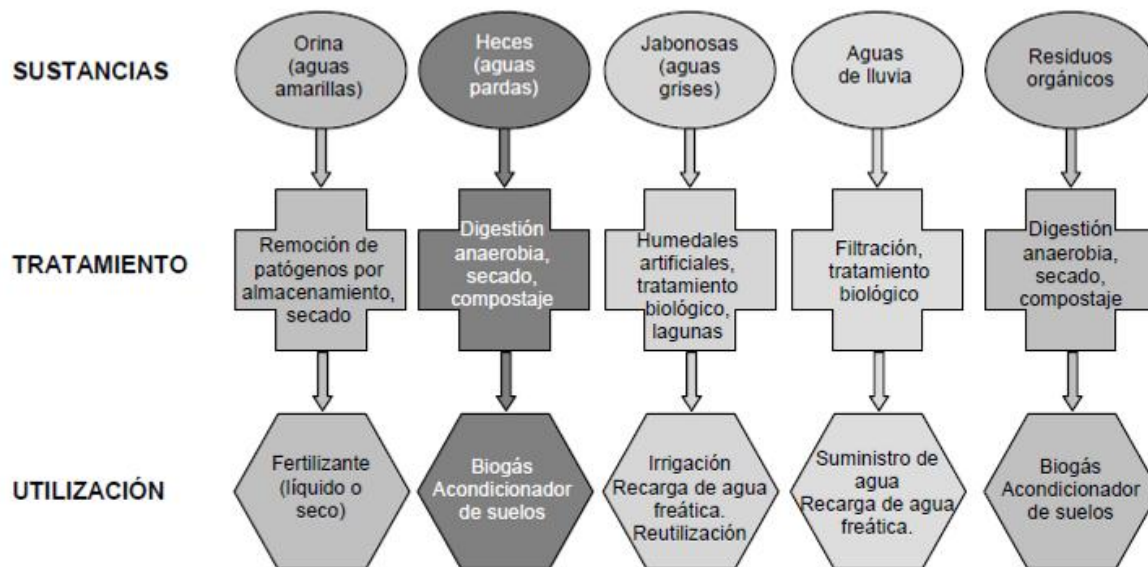 SUSTANCIAS
Orina
(aguas
amarillas)
Heces
(aguas
pardas)
Jabonosas
(aguas
grises)
Aguas
de lluvia
Residuos
orgánicos
TRATAMIENTO
Remoción de
patógenos por
almacenamiento,
secado
Digestión
anaerobia,
secado,
compostaje
Humedales
artificiales,
tratamiento
biológico,
lagunas
Filtración,
tratamiento
biológico
Digestión
anaerobia,
secado,
compostaje
UTILIZACIÓN
Fertilizante
(líquido o
seco)
Biogás
Acondicionador
de suelos
Irrigación
Recarga de agua
freática.
Reutilización
Suministro de
agua
Recarga de agua
freática.
Biogás
Acondicionador
de suelos